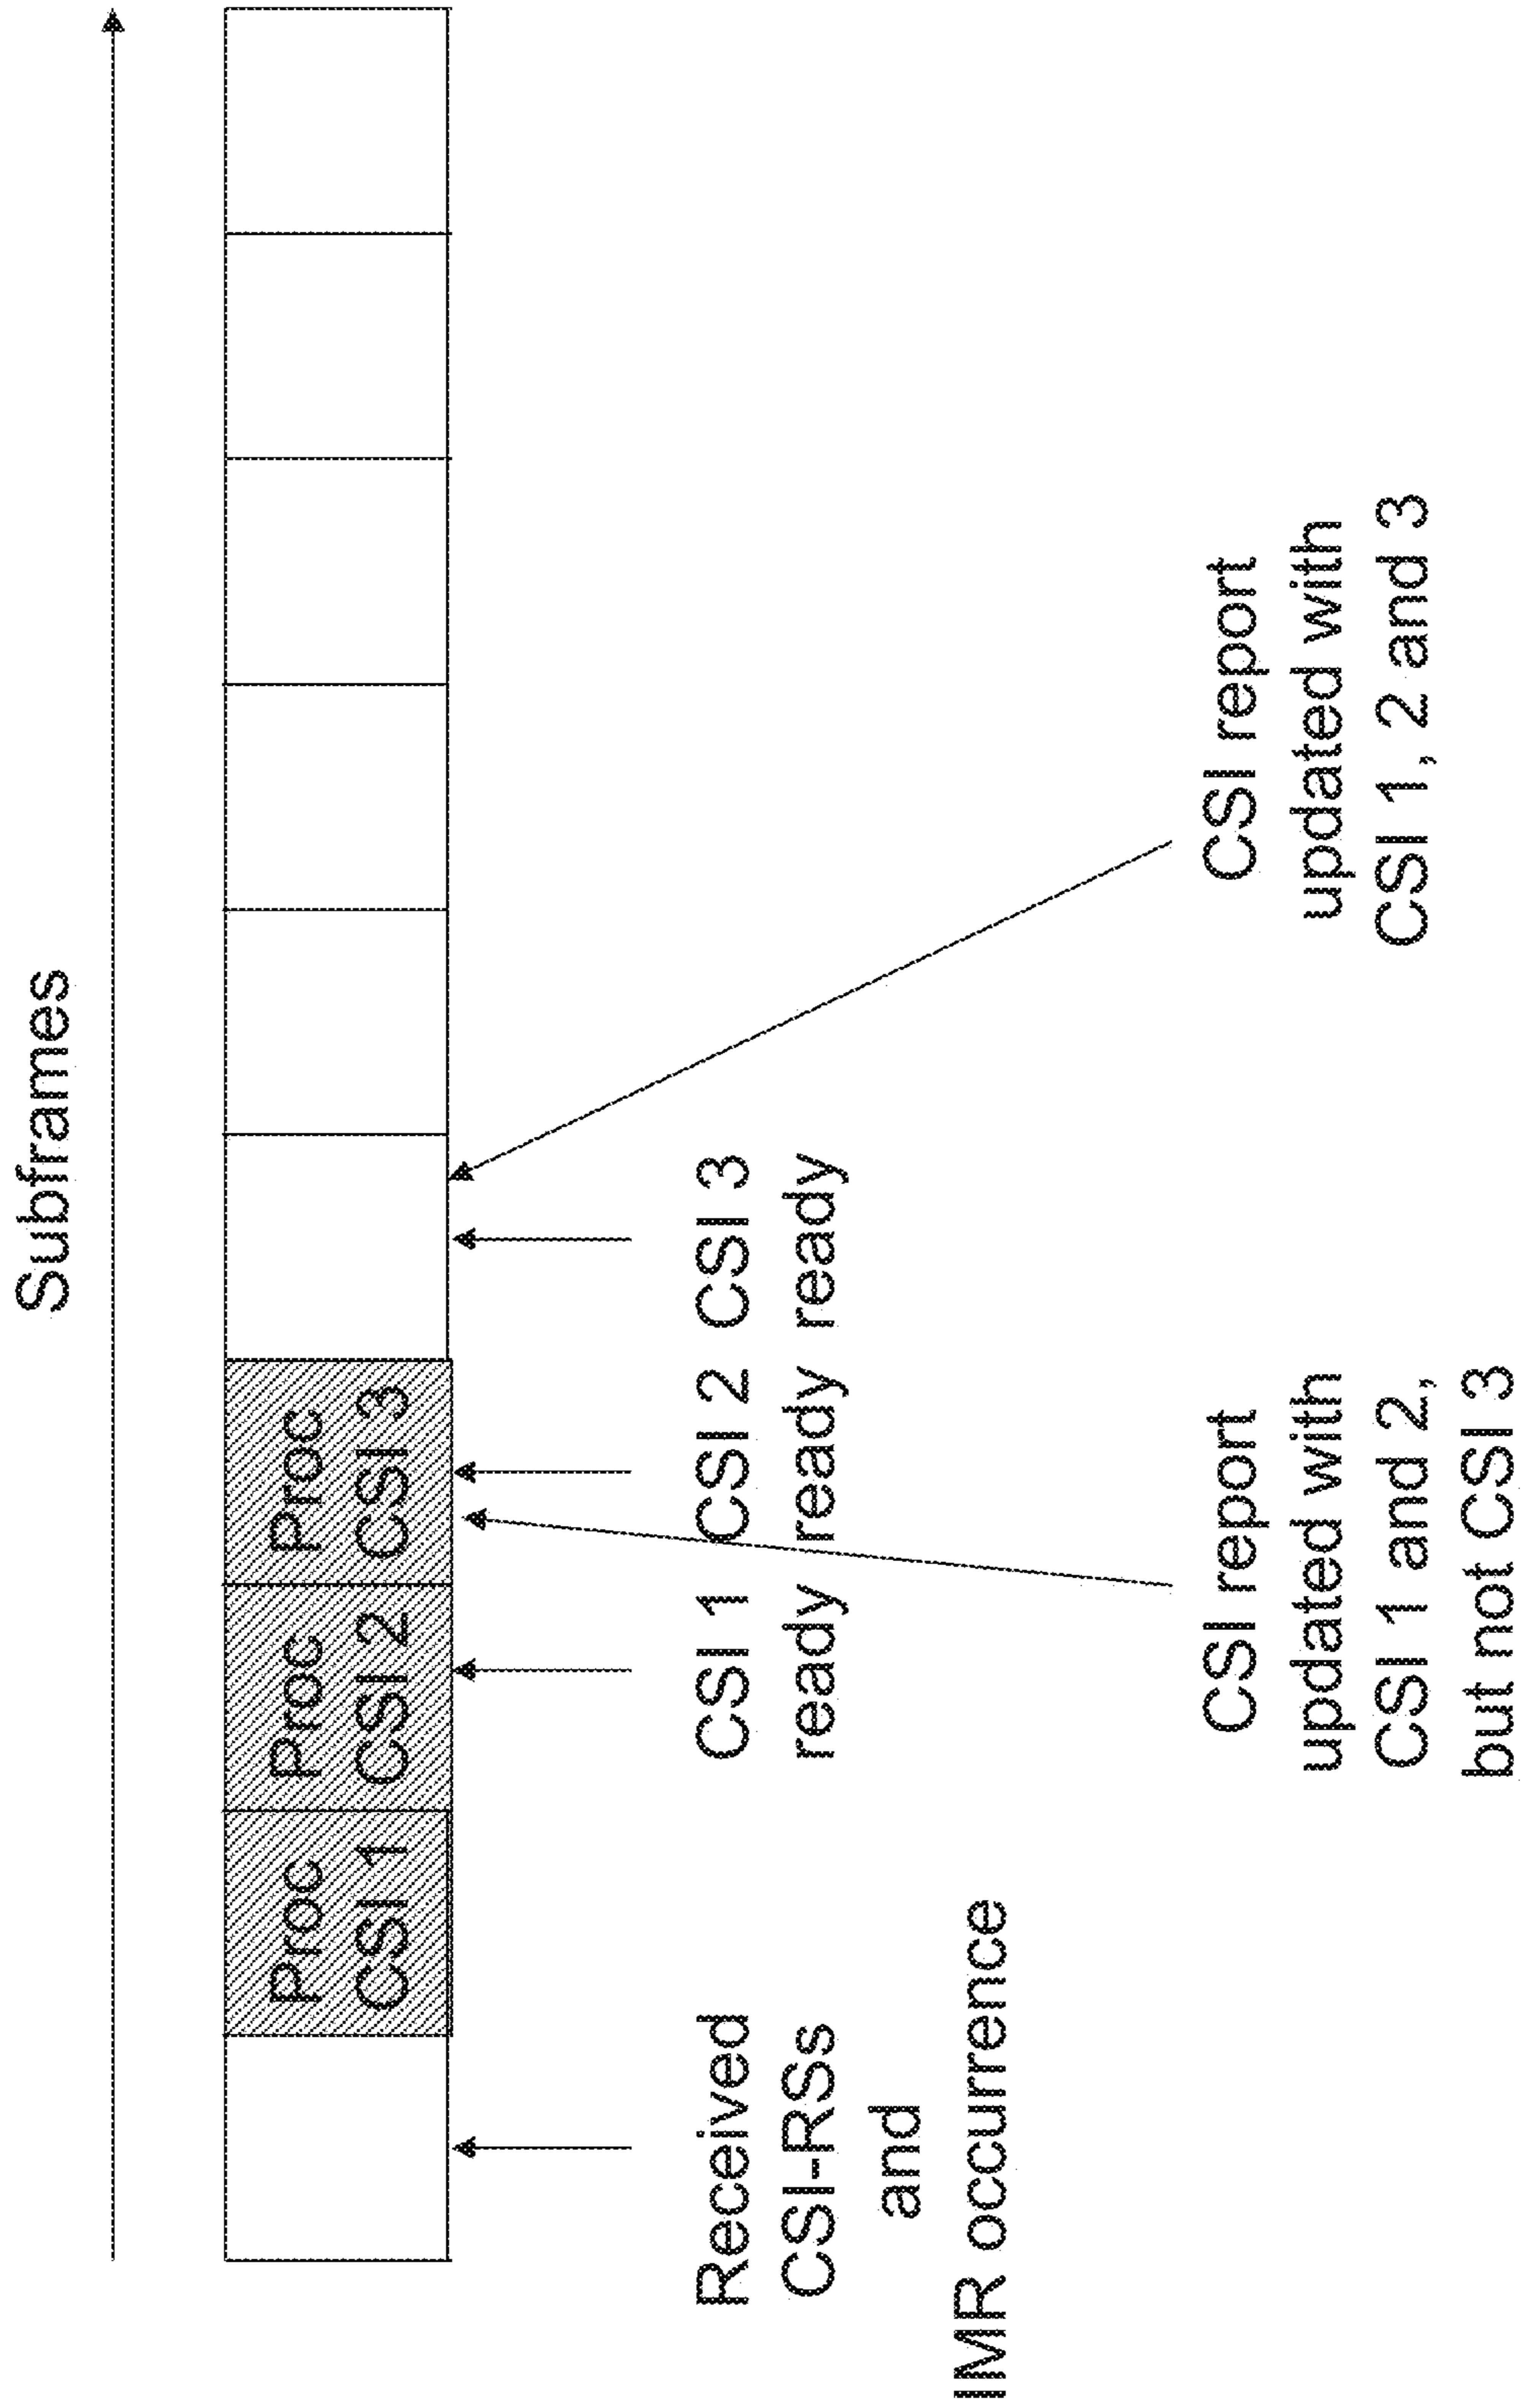 Subframes
Proc
CSI 1
Proc
CSI 2
Proc
CSI 3
Received
CSI-RSs
and
IMR occurrence
CSI 1
ready
CSI 2
ready
CSI 3
ready
CSI report
updated with
CSI 1 and 2,
but not CSI 3
CSI report
updated with
CSI 1, 2 and 3